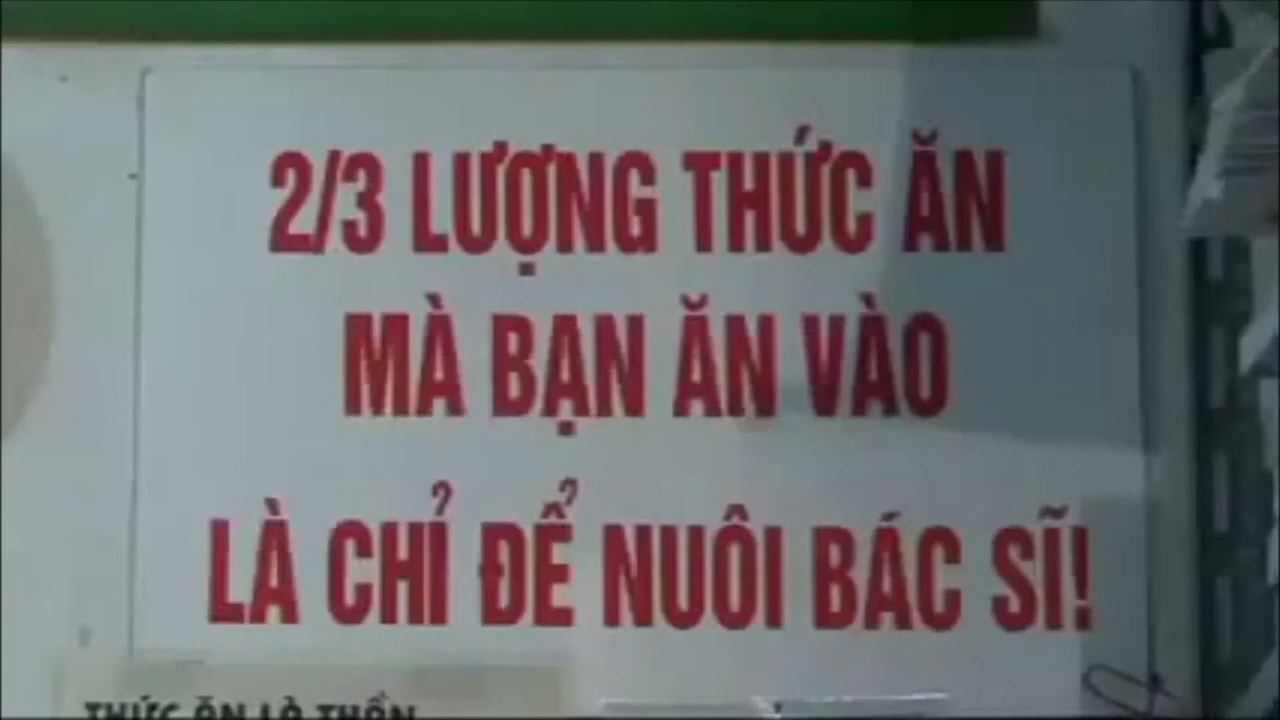 2/3 LƯỢNG THỨC ĂN
MÀ BẠN ĂN VÀO
LÀ CHỈ ĐỂ NUÔI BÁC SĨ!
THỨC ĂN LÀ THẦN